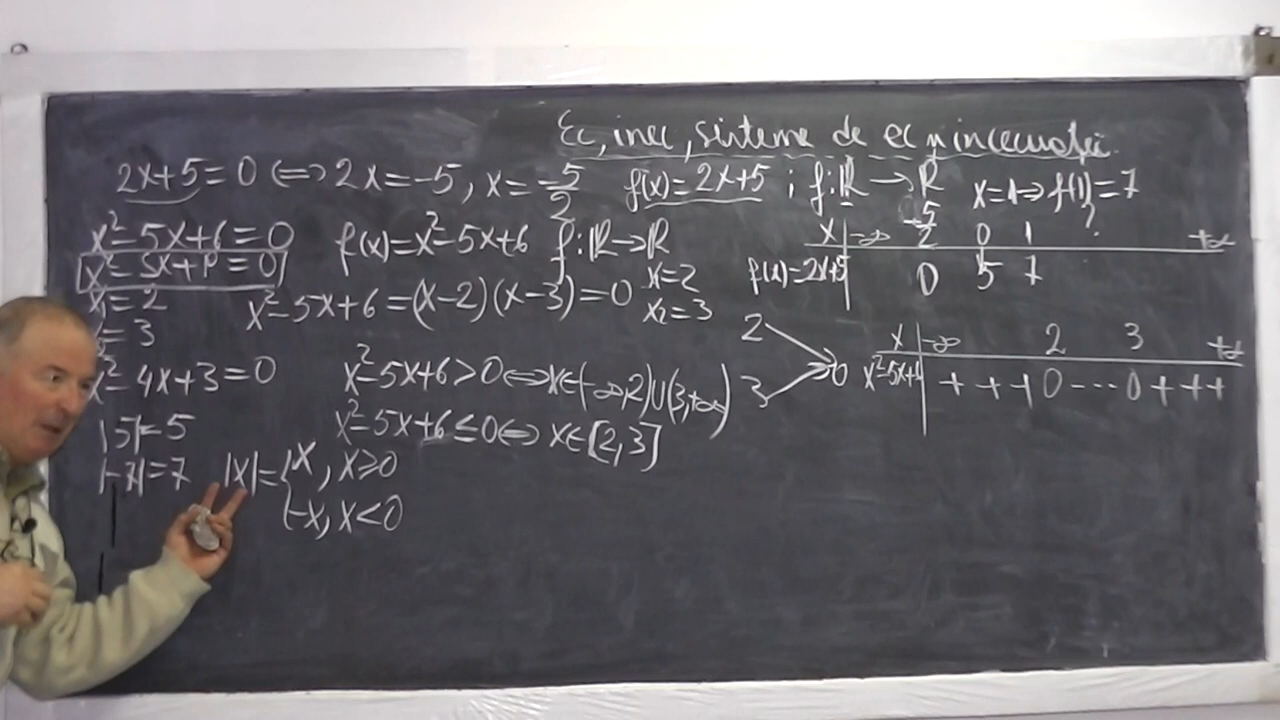 Ec, inec, sisteme de ec și inecuații.
2x+5=0 ⇔ 2x=-5, x=-5/2 f(x)=2x+5 ; f:ℝ→ℝ x=1⇒f(1)=7
x²-5x+6=0 f(x)=x²-5x+6 f:ℝ→ℝ
x -∞ -5/2 0 1 ? +∞
f(x)=2x+5 0 5 7
x²-Sx+P=0
x₁=2 x²-5x+6=(x-2)(x-3)=0 x₁=2
x₂=3
=3
x²-4x+3=0 x²-5x+6>0⇔x∈(-∞,2)∪(3,+∞)
2
3
0
x -∞ 2 3 +∞
x²-5x+6 + + + 0 - - - 0 + + +
|5|=5 x²-5x+6≤0⇔ x∈[2,3]
|-7|=7 |x|={x, x≥0
-x, x<0